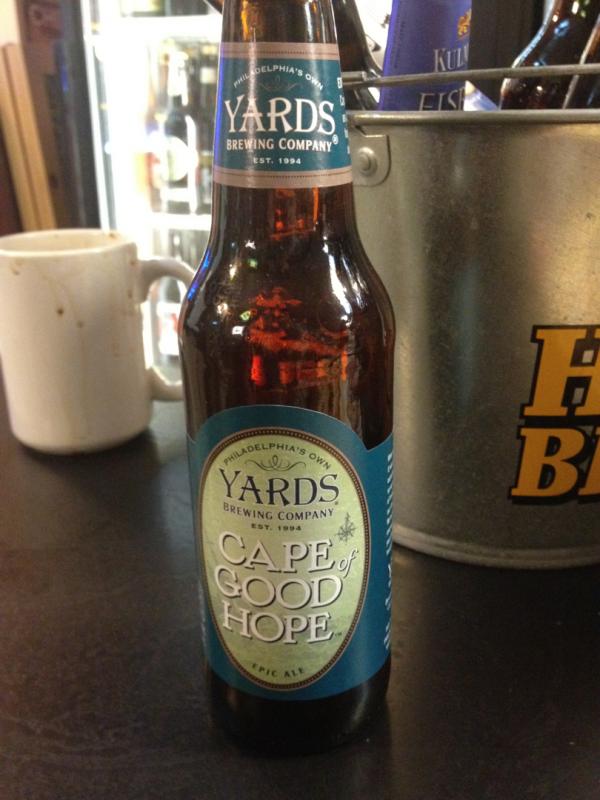 PHILADELPHIA'S OWN
YARDS
BREWING COMPANY
EST. 1994
PHILADELPHIA'S OWN
YARDS
BREWING COMPANY
EST. 1994
CAPE of
GOOD
HOPE
EPIC ALE